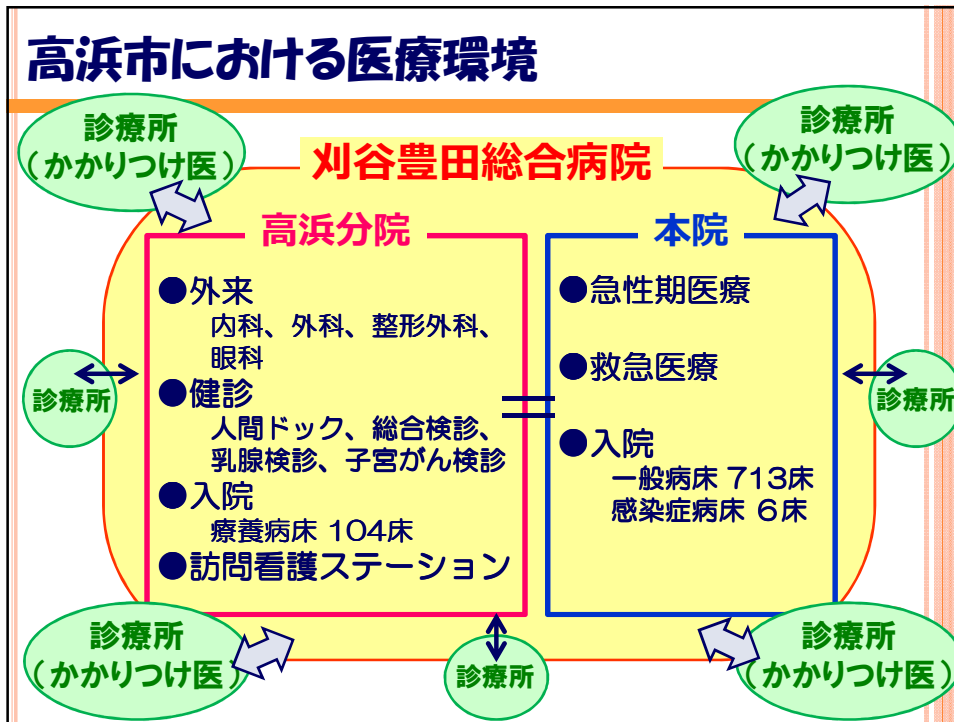 高浜市における医療環境
診療所
(かかりつけ医)
診療所
(かかりつけ医)
刈谷豊田総合病院
高浜分院
●外来
内科、外科、整形外科、
眼科
●健診
人間ドック、総合検診、
乳腺検診、子宮がん検診
●入院
療養病床 104床
●訪問看護ステーション
本院
●急性期医療
●救急医療
●入院
一般病床 713床
感染症病床 6床
診療所
診療所
診療所
(かかりつけ医)
診療所
診療所
(かかりつけ医)